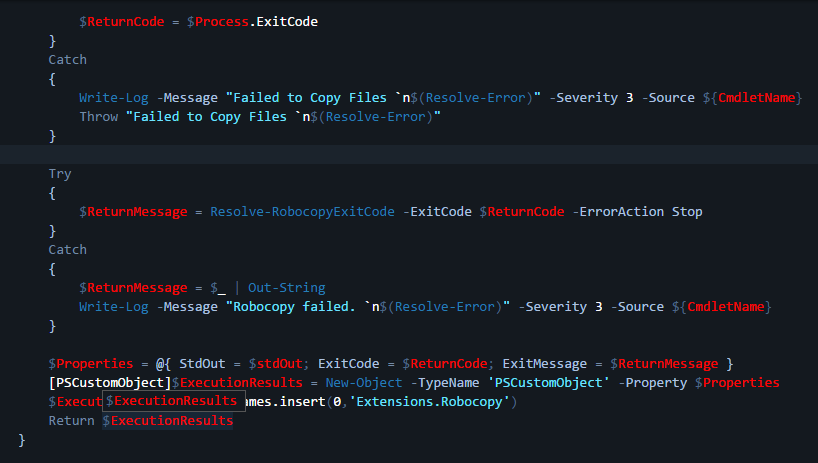 $ReturnCode = $Process.ExitCode
}
Catch
{
Write-Log -Message "Failed to Copy Files `n$(Resolve-Error)" -Severity 3 -Source ${CmdletName}
Throw "Failed to Copy Files `n$(Resolve-Error)"
}
Try
{
$ReturnMessage = Resolve-RobocopyExitCode -ExitCode $ReturnCode -ErrorAction Stop
}
Catch
{
$ReturnMessage = $_ | Out-String
Write-Log -Message "Robocopy failed. `n$(Resolve-Error)" -Severity 3 -Source ${CmdletName}
}
$Properties = @{ StdOut = $stdOut; ExitCode = $ReturnCode; ExitMessage = $ReturnMessage }
[PSCustomObject]$ExecutionResults = New-Object -TypeName 'PSCustomObject' -Property $Properties
$Execut $ExecutionResults ames.insert(0,'Extensions.Robocopy')
Return $ExecutionResults
}